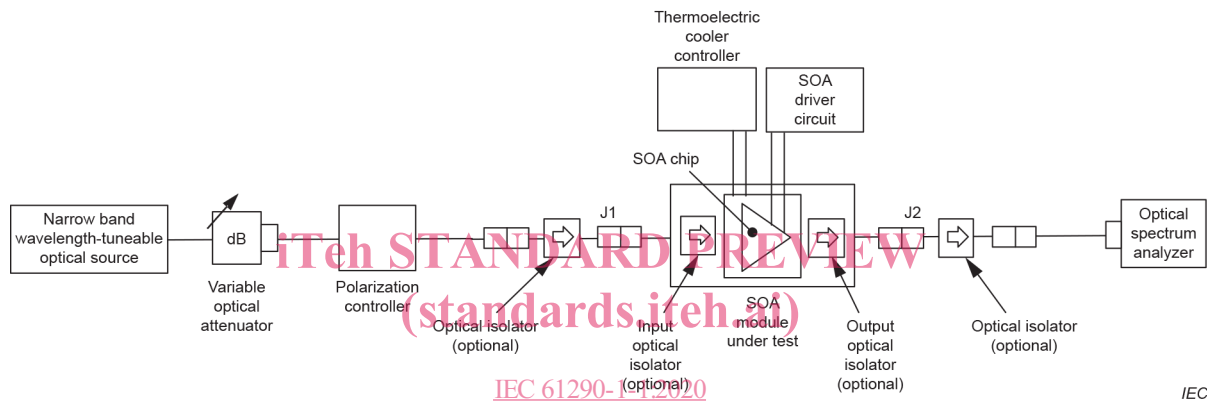 Thermoelectric
cooler
controller
SOA
driver
circuit
SOA chip
J1
J2
Narrow band
wavelength-tuneable
optical source
dB
Optical
spectrum
analyzer
iTeh STANDARD PREVIEW
Variable
optical
attenuator
Polarization
controller
(standards.iteh.ai)
Optical isolator
(optional)
Input
optical
isolator
(optional)
SOA
module
under test
Output
optical
isolator
(optional)
Optical isolator
(optional)
IEC 61290-1-1:2020
IEC